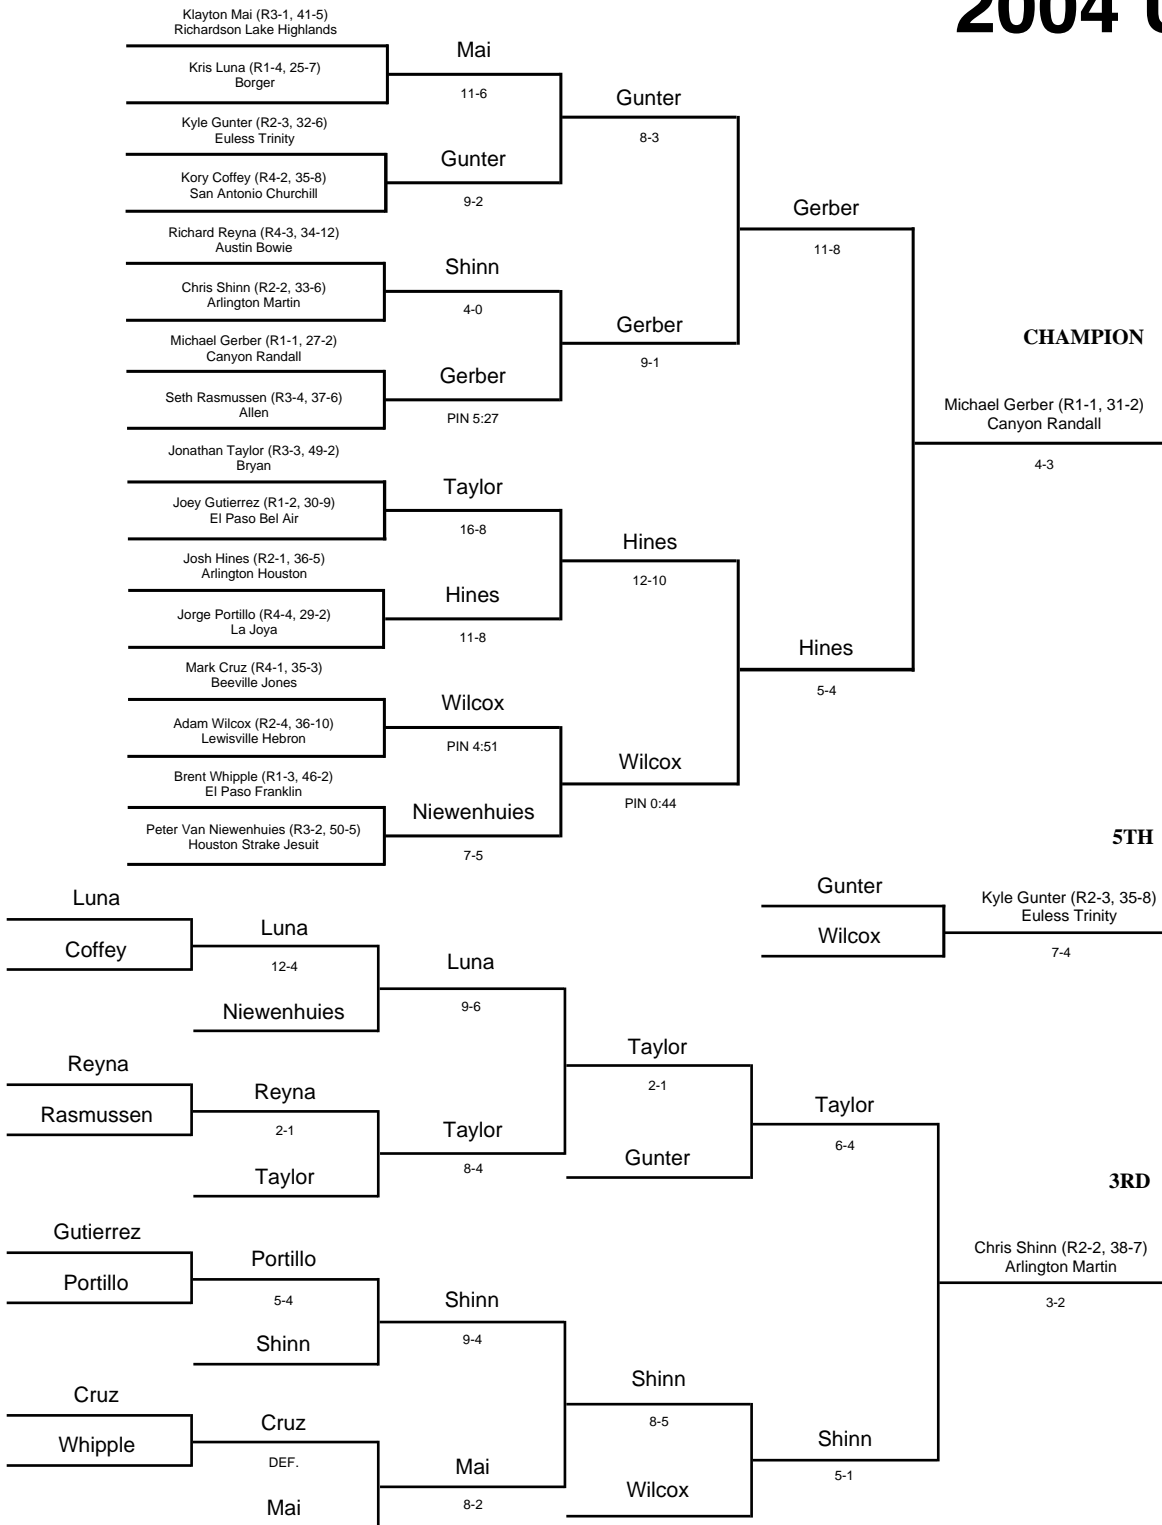 2004 U
Klayton Mai (R3-1, 41-5)
Richardson Lake Highlands
Mai
Kris Luna (R1-4, 25-7)
Borger
11-6
Gunter
Kyle Gunter (R2-3, 32-6)
Euless Trinity
8-3
Gunter
Kory Coffey (R4-2, 35-8)
San Antonio Churchill
9-2
Gerber
Richard Reyna (R4-3, 34-12)
Austin Bowie
11-8
Shinn
Chris Shinn (R2-2, 33-6)
Arlington Martin
4-0
Gerber
Michael Gerber (R1-1, 27-2)
Canyon Randall
9-1
CHAMPION
Gerber
Seth Rasmussen (R3-4, 37-6)
Allen
PIN 5:27
Michael Gerber (R1-1, 31-2)
Canyon Randall
4-3
Jonathan Taylor (R3-3, 49-2)
Bryan
Taylor
Joey Gutierrez (R1-2, 30-9)
El Paso Bel Air
16-8
Hines
Josh Hines (R2-1, 36-5)
Arlington Houston
12-10
Hines
Jorge Portillo (R4-4, 29-2)
La Joya
11-8
Hines
Mark Cruz (R4-1, 35-3)
Beeville Jones
5-4
Wilcox
Adam Wilcox (R2-4, 36-10)
Lewisville Hebron
PIN 4:51
Wilcox
Brent Whipple (R1-3, 46-2)
El Paso Franklin
PIN 0:44
Niewenhuies
Peter Van Niewenhuies (R3-2, 50-5)
Houston Strake Jesuit
7-5
5TH
Gunter
Wilcox
Kyle Gunter (R2-3, 35-8)
Euless Trinity
7-4
Luna
Coffey
Luna
12-4
Niewenhuies
Luna
9-6
Reyna
Rasmussen
Reyna
2-1
Taylor
Taylor
8-4
Taylor
2-1
Gunter
Taylor
6-4
3RD
Gutierrez
Portillo
Portillo
5-4
Shinn
Shinn
9-4
Chris Shinn (R2-2, 38-7)
Arlington Martin
3-2
Cruz
Whipple
Cruz
DEF.
Mai
Mai
8-2
Shinn
8-5
Wilcox
Shinn
5-1